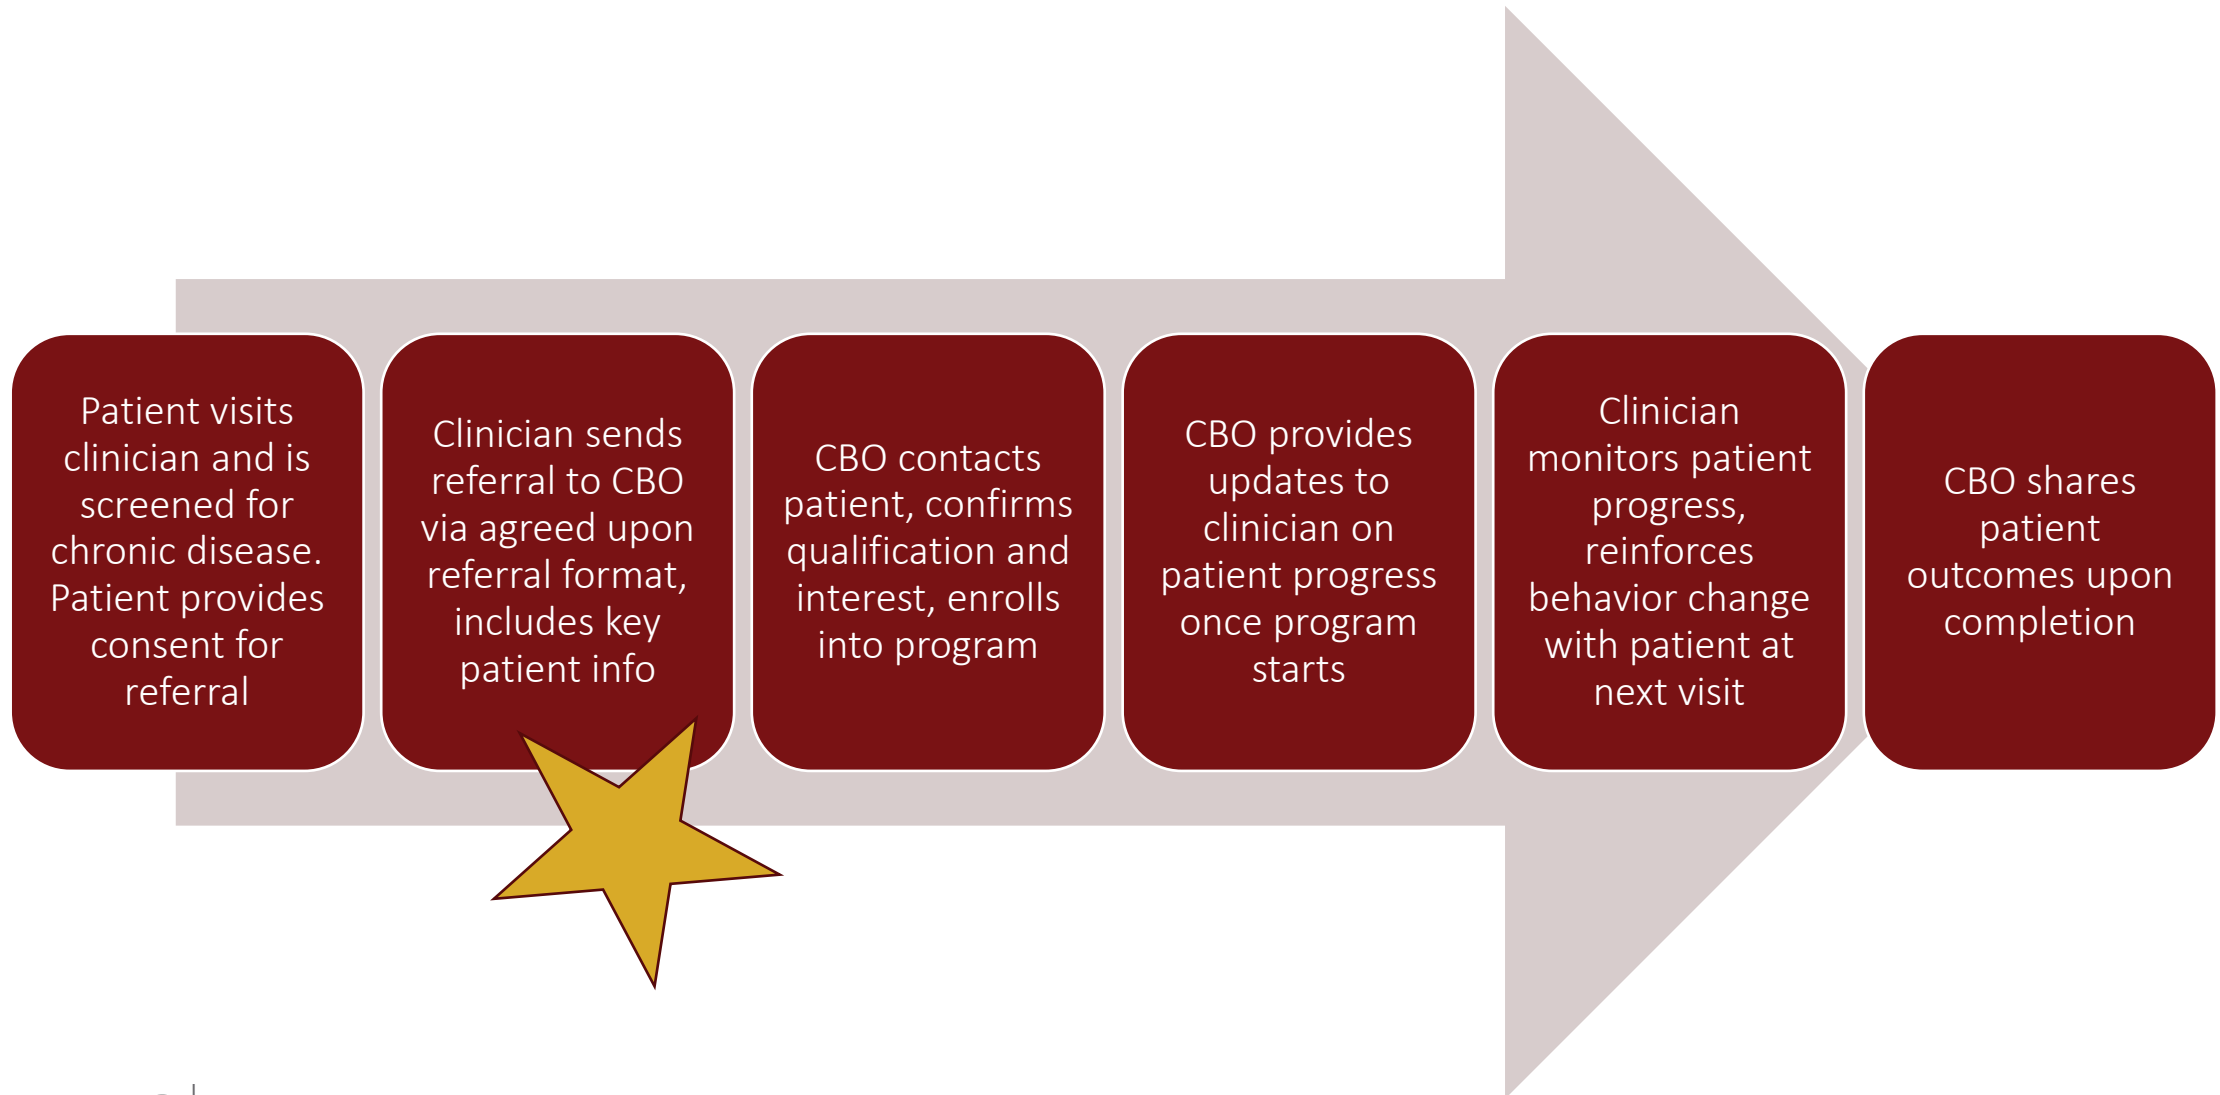 Patient visits
clinician and is
screened for
chronic disease.
Patient provides
consent for
referral
Clinician sends
referral to CBO
via agreed upon
referral format,
includes key
patient info
CBO contacts
patient, confirms
qualification and
interest, enrolls
into program
CBO provides
updates to
clinician on
patient progress
once program
starts
Clinician
monitors patient
progress,
reinforces
behavior change
with patient at
next visit
CBO shares
patient
outcomes upon
completion